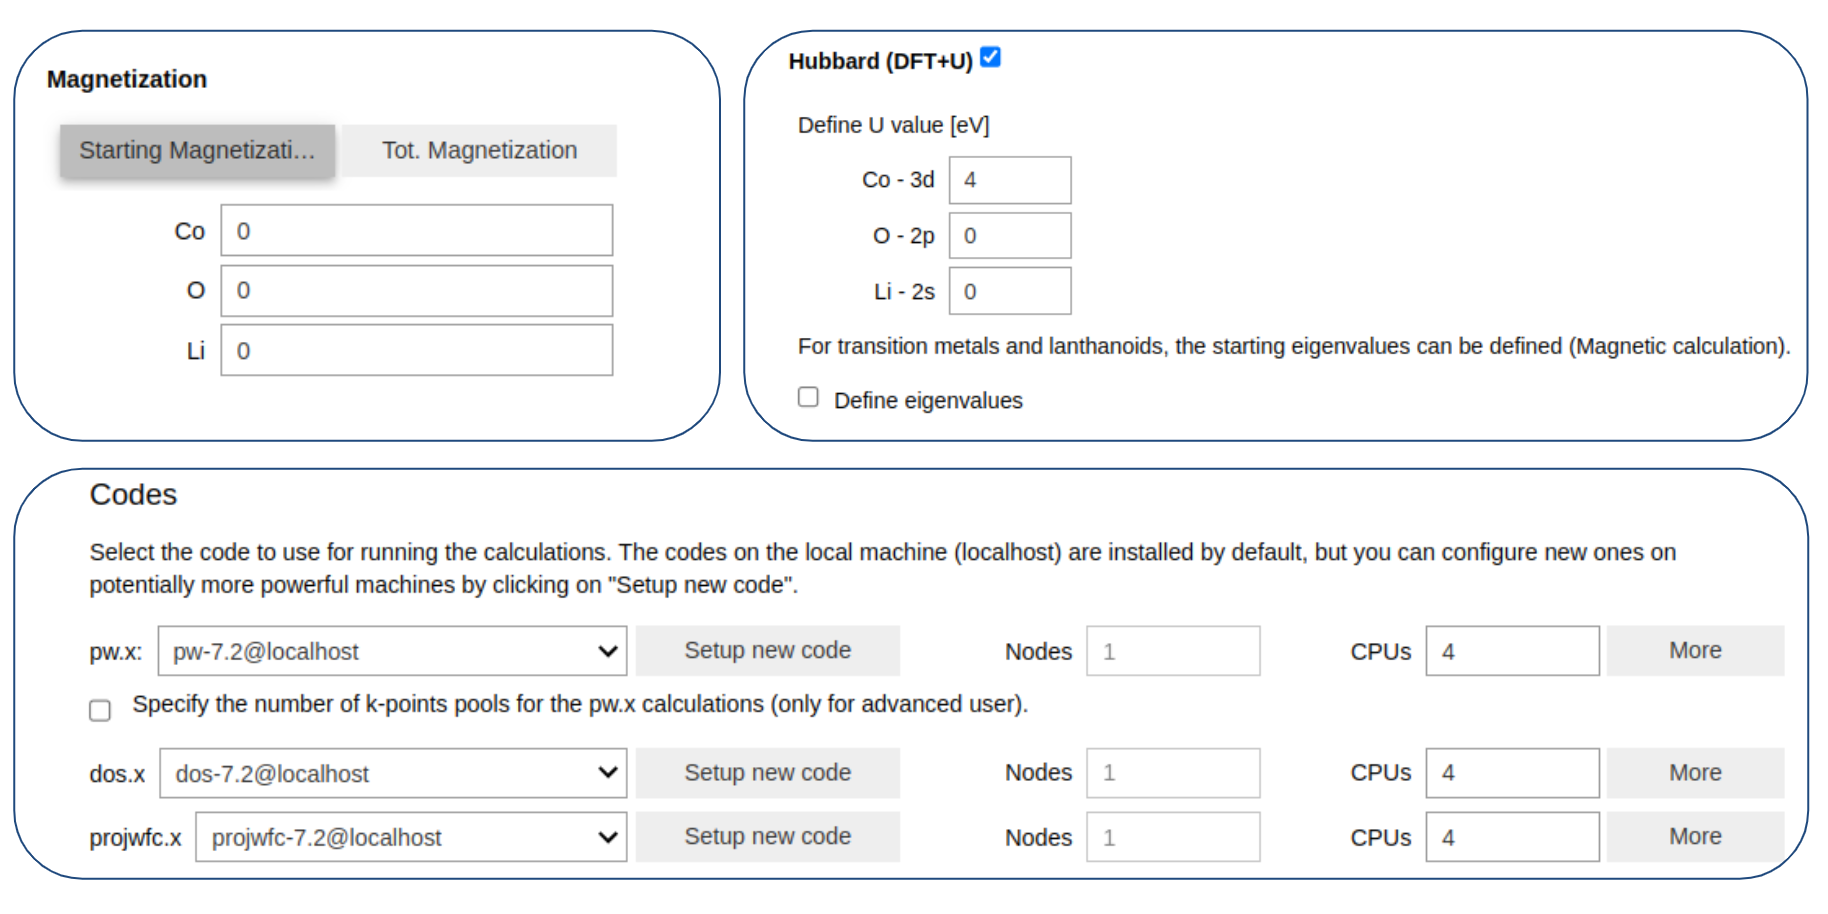 Magnetization
Starting Magnetizati...
Tot. Magnetization
Co 0
O 0
Li 0
Hubbard (DFT+U)
Define U value [eV]
Co - 3d 4
O - 2p 0
Li - 2s 0
For transition metals and lanthanoids, the starting eigenvalues can be defined (Magnetic calculation).
Define eigenvalues
Codes
Select the code to use for running the calculations. The codes on the local machine (localhost) are installed by default, but you can configure new ones on
potentially more powerful machines by clicking on "Setup new code".
pw.x: pw-7.2@localhost Setup new code Nodes 1 CPUs 4 More
Specify the number of k-points pools for the pw.x calculations (only for advanced user).
dos.x dos-7.2@localhost Setup new code Nodes 1 CPUs 4 More
projwfc.x projwfc-7.2@localhost Setup new code Nodes 1 CPUs 4 More